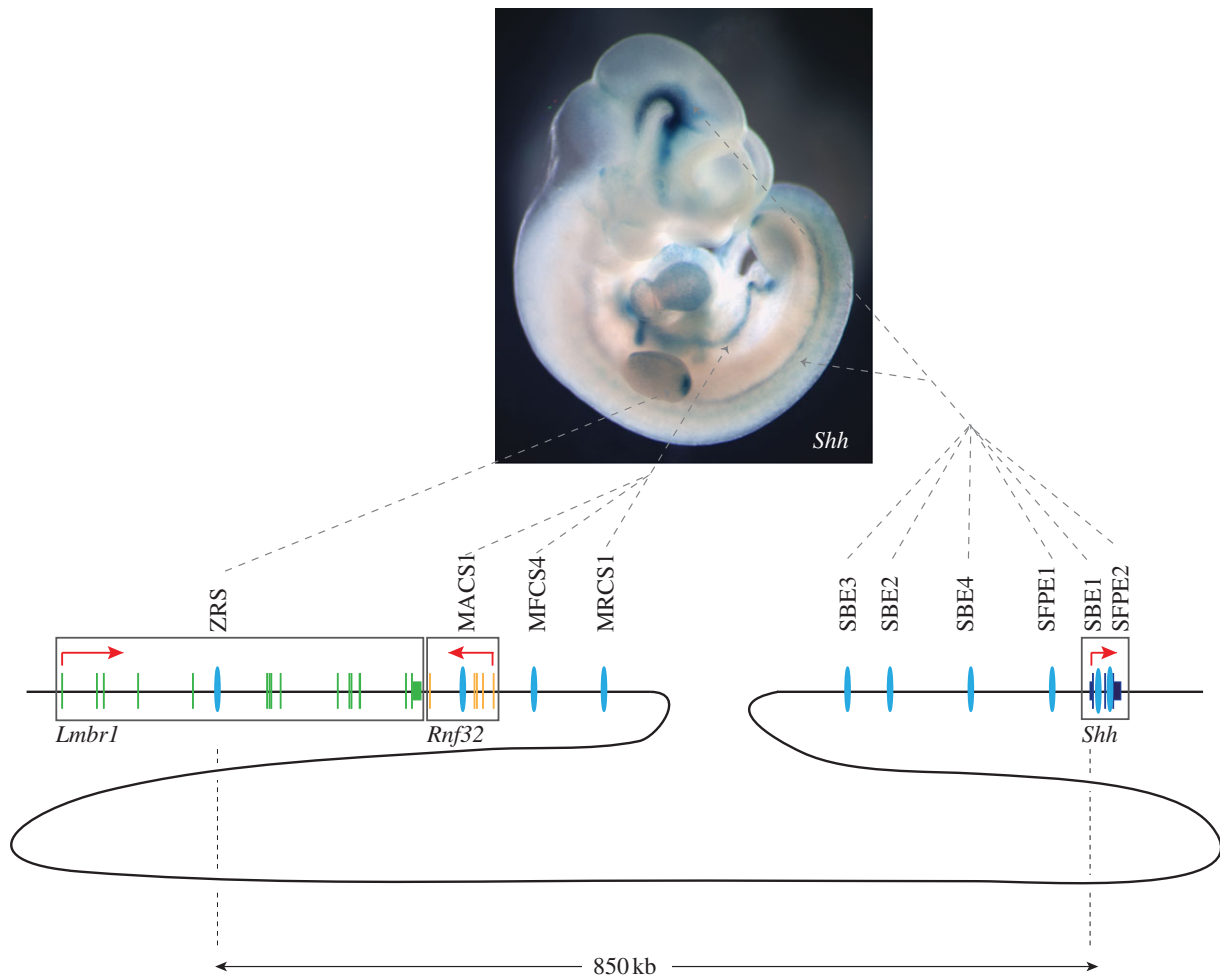 Shh
ZRS
MACS1
MFCS4
MRCS1
SBE3
SBE2
SBE4
SFPE1
SBE1
SFPE2
Lmbr1
Rnf32
Shh
850 kb